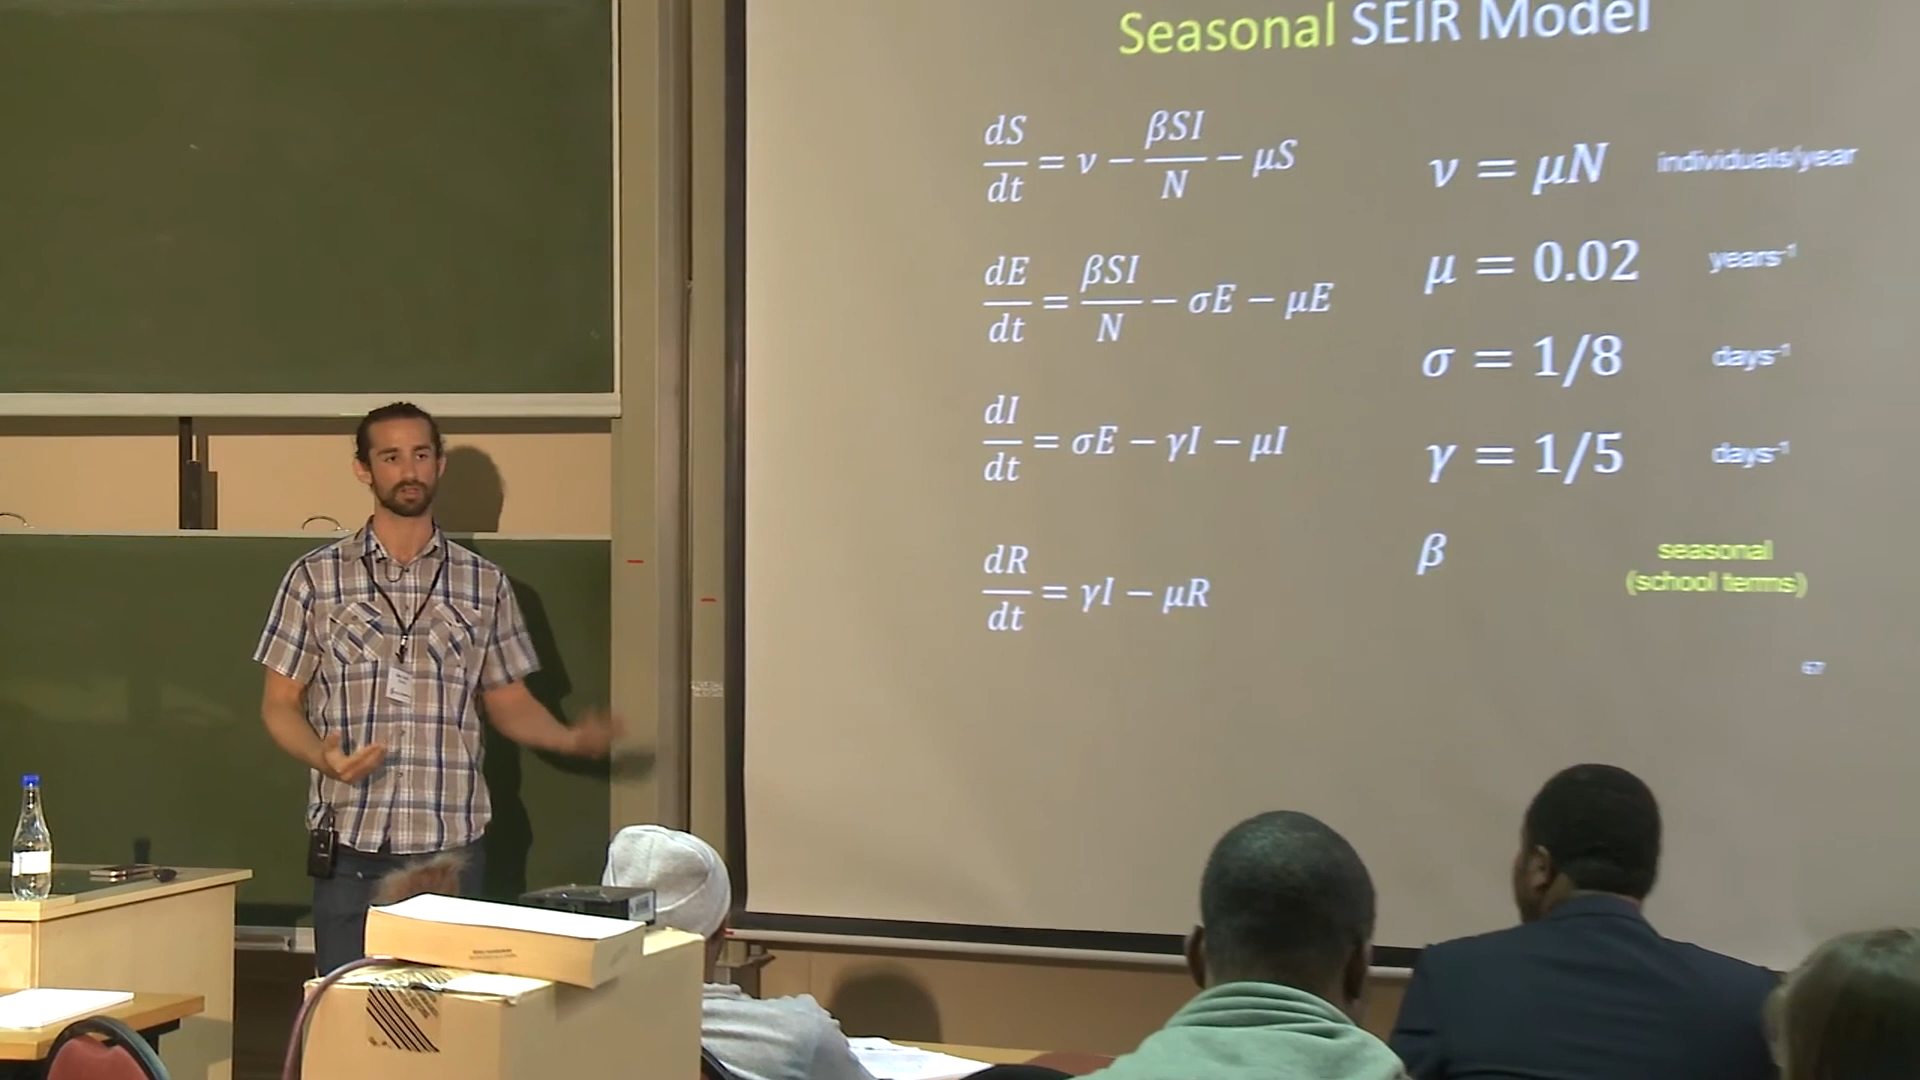 Seasonal SEIR Model
dS/dt = ν − βSI/N − μS
dE/dt = βSI/N − σE − μE
dI/dt = σE − γI − μI
dR/dt = γI − μR
ν = μN individuals/year
μ = 0.02 years⁻¹
σ = 1/8 days⁻¹
γ = 1/5 days⁻¹
β seasonal
(school terms)
67